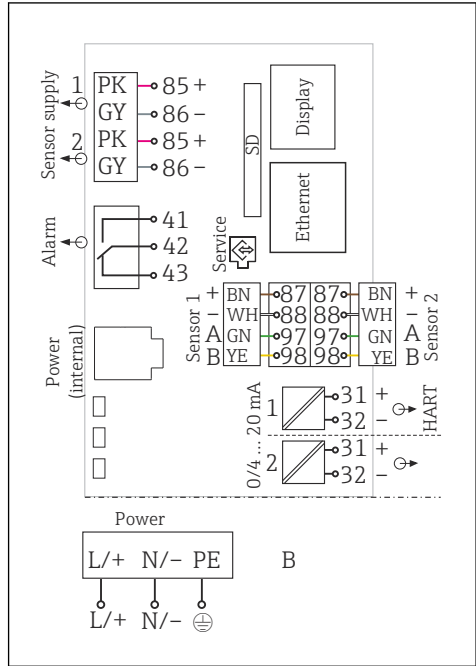 Sensor supply
1
PK
85 +
GY
86 −
2
PK
85 +
GY
86 −
Display
SD
Ethernet
Alarm
41
42
43
Service
Sensor 1
+ BN 87 87 BN +
− WH 88 88 WH −
A GN 97 97 GN A
B YE 98 98 YE B
Sensor 2
Power
(internal)
0/4 ... 20 mA
1
31 +
32 −
HART
2
31 +
32 −
Power
L/+ N/− PE
B
L/+ N/−